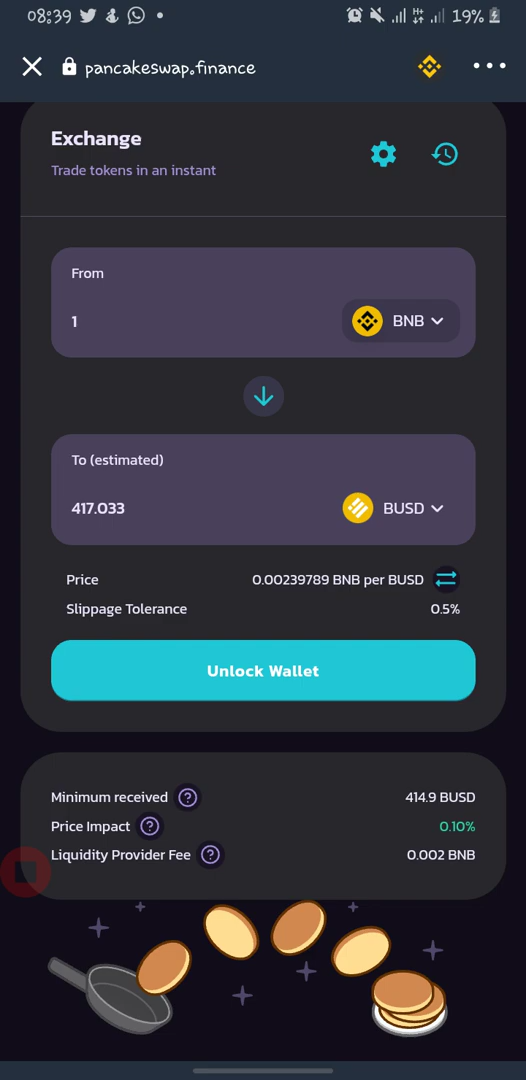 08:39 19%
pancakeswap.finance
Exchange
Trade tokens in an instant
From
1 BNB
To (estimated)
417.033 BUSD
Price 0.00239789 BNB per BUSD
Slippage Tolerance 0.5%
Unlock Wallet
Minimum received ? 414.9 BUSD
Price Impact ? 0.10%
Liquidity Provider Fee ? 0.002 BNB